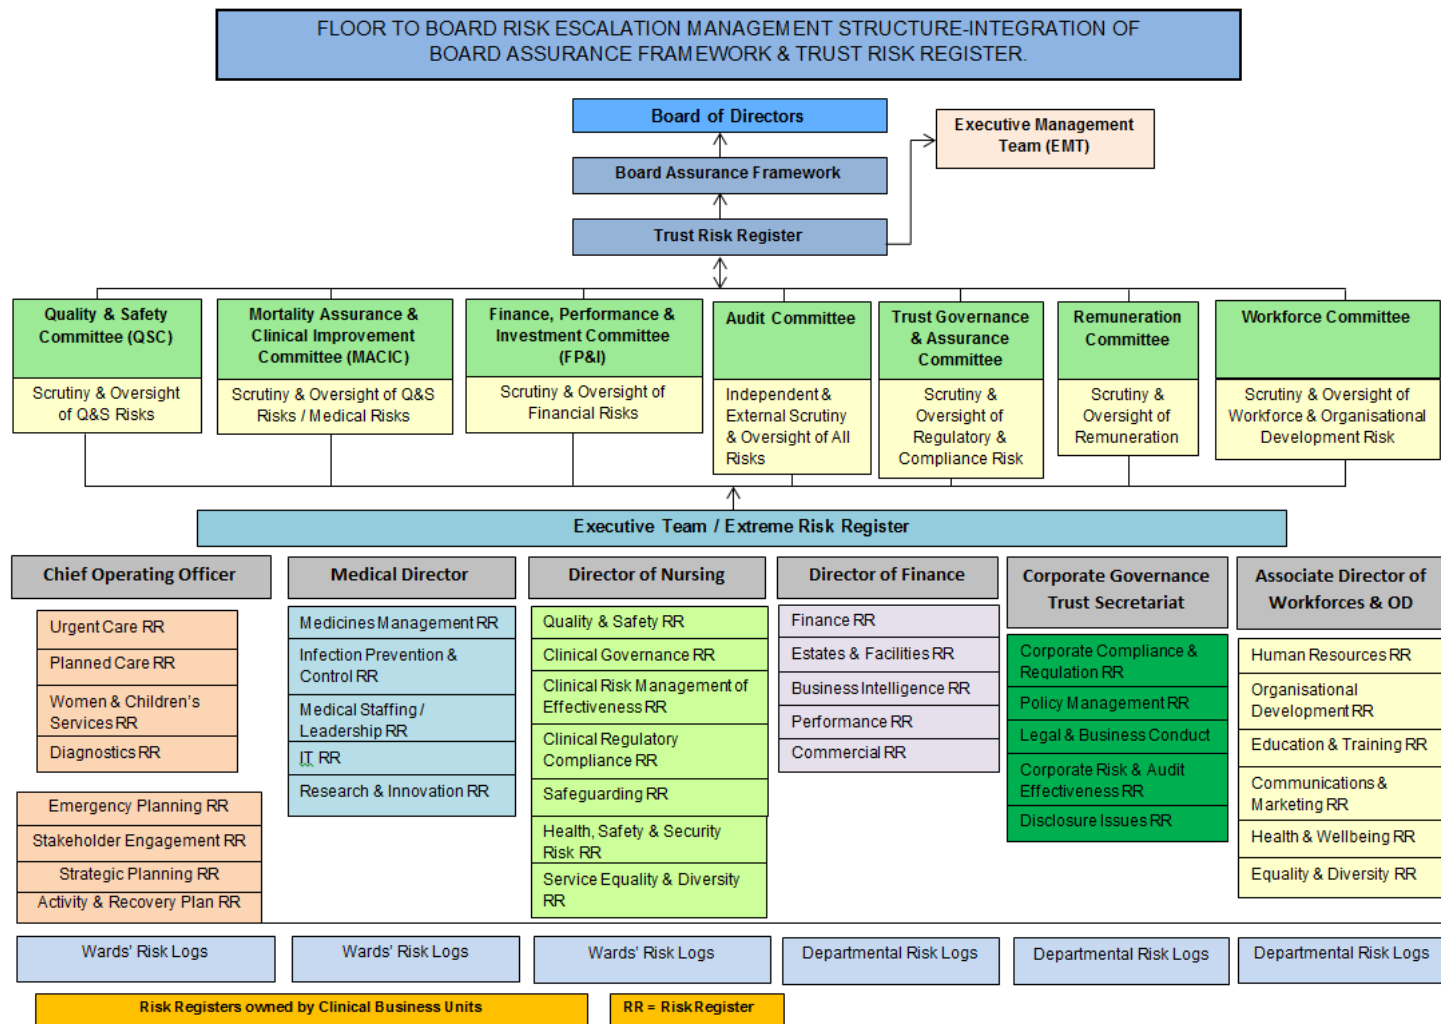 FLOOR TO BOARD RISK ESCALATION MANAGEMENT STRUCTURE-INTEGRATION OF
BOARD ASSURANCE FRAMEWORK & TRUST RISK REGISTER.
Board of Directors
Executive Management
Team (EMT)
Board Assurance Framework
Trust Risk Register
Quality & Safety
Committee (QSC)
Scrutiny & Oversight
of Q&S Risks
Mortality Assurance &
Clinical Improvement
Committee (MACIC)
Scrutiny & Oversight of Q&S
Risks / Medical Risks
Finance, Performance &
Investment Committee
(FP&I)
Scrutiny & Oversight of
Financial Risks
Audit Committee
Independent &
External Scrutiny
& Oversight of All
Risks
Trust Governance
& Assurance
Committee
Scrutiny &
Oversight of
Regulatory &
Compliance Risk
Remuneration
Committee
Scrutiny &
Oversight of
Remuneration
Workforce Committee
Scrutiny & Oversight of
Workforce & Organisational
Development Risk
Executive Team / Extreme Risk Register
Chief Operating Officer
Urgent Care RR
Planned Care RR
Women & Children's
Services RR
Diagnostics RR
Emergency Planning RR
Stakeholder Engagement RR
Strategic Planning RR
Activity & Recovery Plan RR
Medical Director
Medicines Management RR
Infection Prevention &
Control RR
Medical Staffing /
Leadership RR
IT RR
Research & Innovation RR
Director of Nursing
Quality & Safety RR
Clinical Governance RR
Clinical Risk Management of
Effectiveness RR
Clinical Regulatory
Compliance RR
Safeguarding RR
Health, Safety & Security
Risk RR
Service Equality & Diversity
RR
Director of Finance
Finance RR
Estates & Facilities RR
Business Intelligence RR
Performance RR
Commercial RR
Corporate Governance
Trust Secretariat
Corporate Compliance &
Regulation RR
Policy Management RR
Legal & Business Conduct
Corporate Risk & Audit
Effectiveness RR
Disclosure Issues RR
Associate Director of
Workforces & OD
Human Resources RR
Organisational
Development RR
Education & Training RR
Communications &
Marketing RR
Health & Wellbeing RR
Equality & Diversity RR
Wards' Risk Logs
Wards' Risk Logs
Wards' Risk Logs
Departmental Risk Logs
Departmental Risk Logs
Departmental Risk Logs
Risk Registers owned by Clinical Business Units
RR = Risk Register